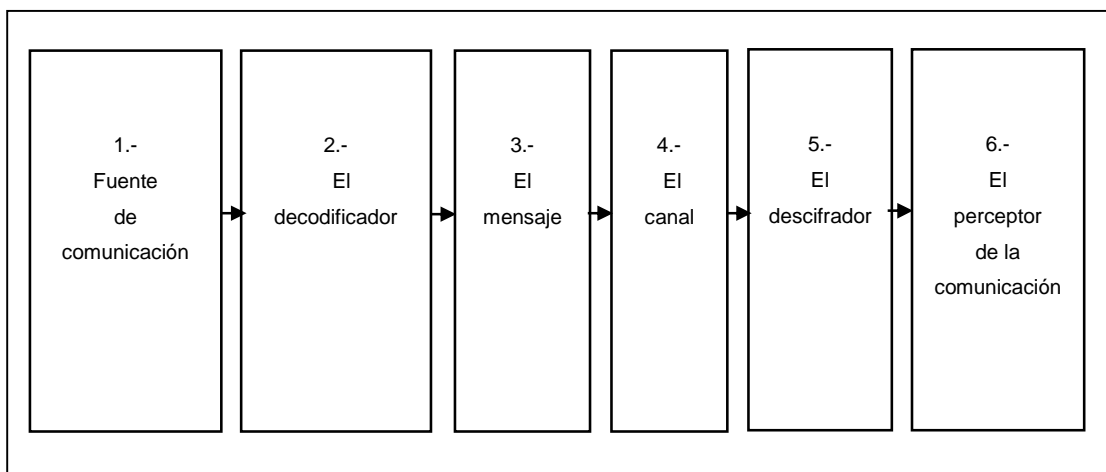 1.-
Fuente
de
comunicación
2.-
El
decodificador
3.-
El
mensaje
4.-
El
canal
5.-
El
descifrador
6.-
El
perceptor
de la
comunicación